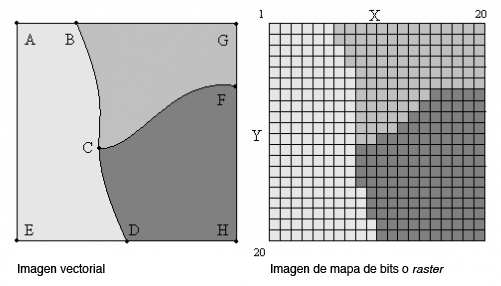 1 X 20
A B G
F
Y
C
E D H
20
Imagen vectorial
Imagen de mapa de bits o raster